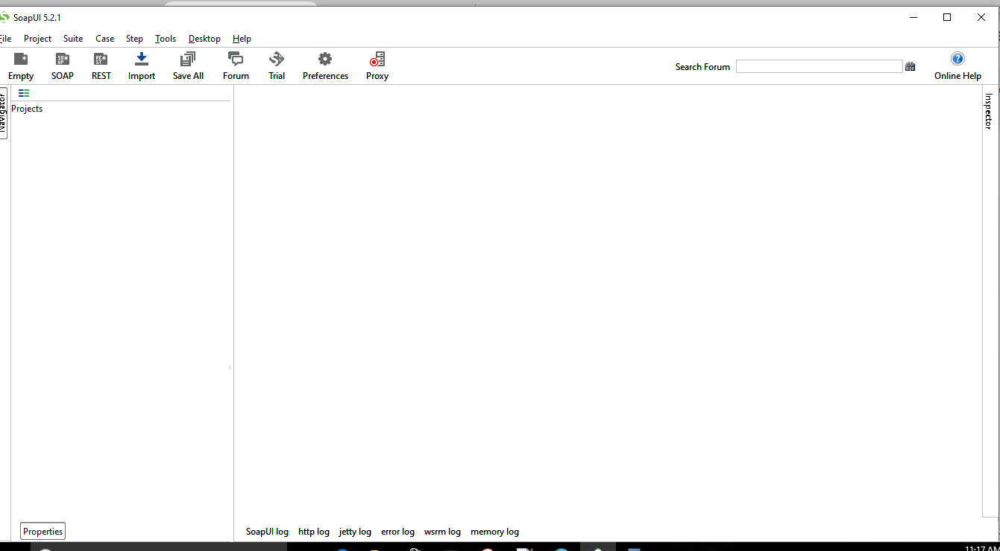 SoapUI 5.2.1
File Project Suite Case Step Tools Desktop Help
Empty SOAP REST Import Save All Forum Trial Preferences Proxy Search Forum Online Help
Navigator
Projects
Inspector
Properties SoapUI log http log jetty log error log wsrm log memory log
11:17 AM